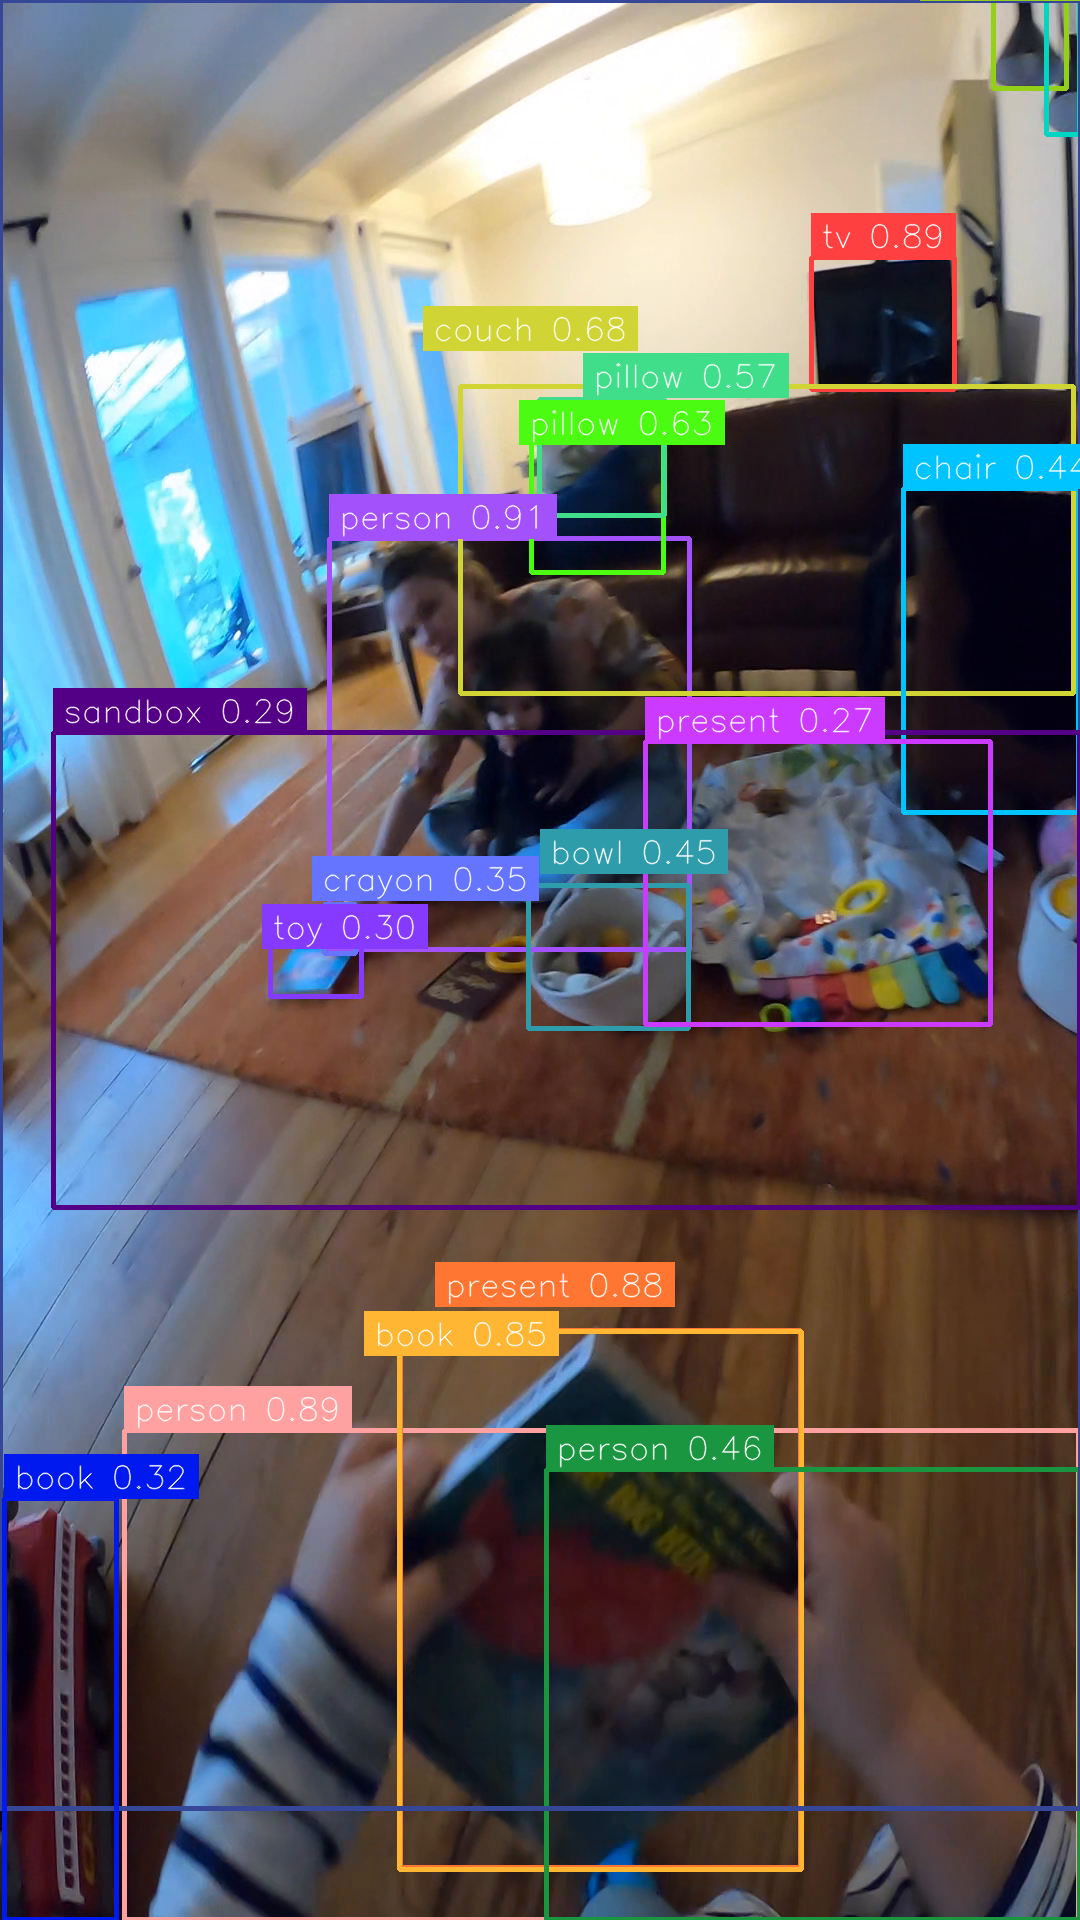 tv 0.89
couch 0.68
pillow 0.57
pillow 0.63
chair 0.44
person 0.91
sandbox 0.29
present 0.27
bowl 0.45
crayon 0.35
toy 0.30
present 0.88
book 0.85
person 0.89
person 0.46
book 0.32
BIG